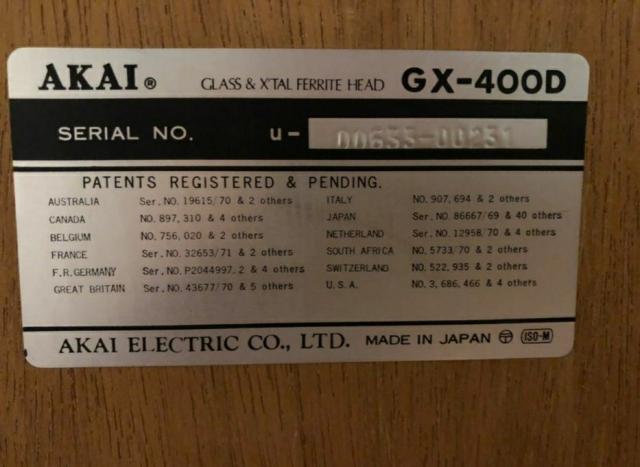 AKAI® GLASS & X'TAL FERRITE HEAD GX-400D
SERIAL NO. u- 00633-00231
PATENTS REGISTERED & PENDING.
AUSTRALIA Ser. NO. 19615/70 & 2 others ITALY NO. 907, 694 & 2 others
CANADA NO. 897, 310 & 4 others JAPAN Ser. NO. 86667/69 & 40 others
BELGIUM NO. 756, 020 & 2 others NETHERLAND Ser. NO. 12958/70 & 4 others
FRANCE Ser. NO. 32653/71 & 2 others SOUTH AFRICA NO. 5733/70 & 2 others
F.R. GERMANY Ser. NO. P2044997. 2 & 4 others SWITZERLAND NO. 522, 935 & 2 others
GREAT BRITAIN Ser. NO. 43677/70 & 5 others U. S. A. NO. 3, 686, 466 & 4 others
AKAI ELECTRIC CO., LTD. MADE IN JAPAN ISO-M